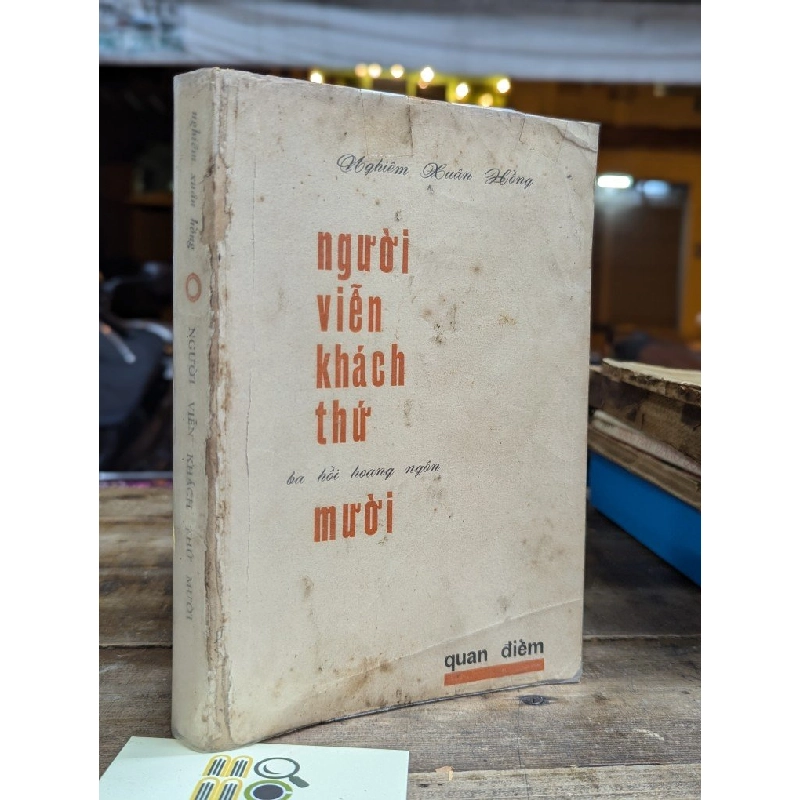 Nghiêm Xuân Hồng
người
viễn
khách
thứ
ba hồi hoang ngôn
mười
quan điểm
nghiêm xuân hồng
NGƯỜI VIỄN KHÁCH THỨ MƯỜI